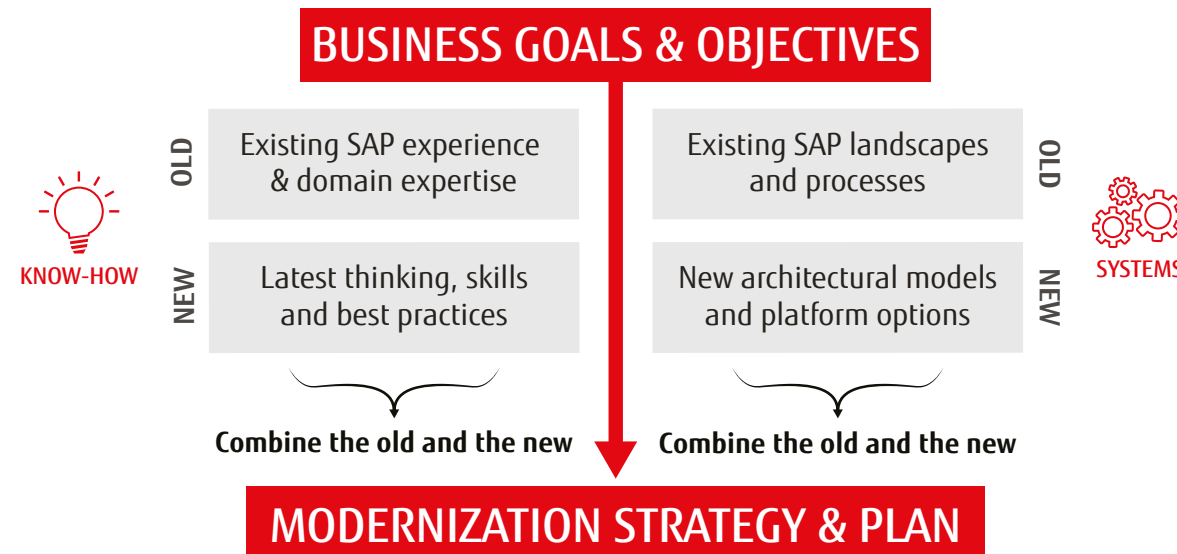 BUSINESS GOALS & OBJECTIVES
OLD
Existing SAP experience
& domain expertise
Existing SAP landscapes
and processes
OLD
KNOW-HOW
NEW
Latest thinking, skills
and best practices
New architectural models
and platform options
NEW
SYSTEMS
Combine the old and the new
Combine the old and the new
MODERNIZATION STRATEGY & PLAN